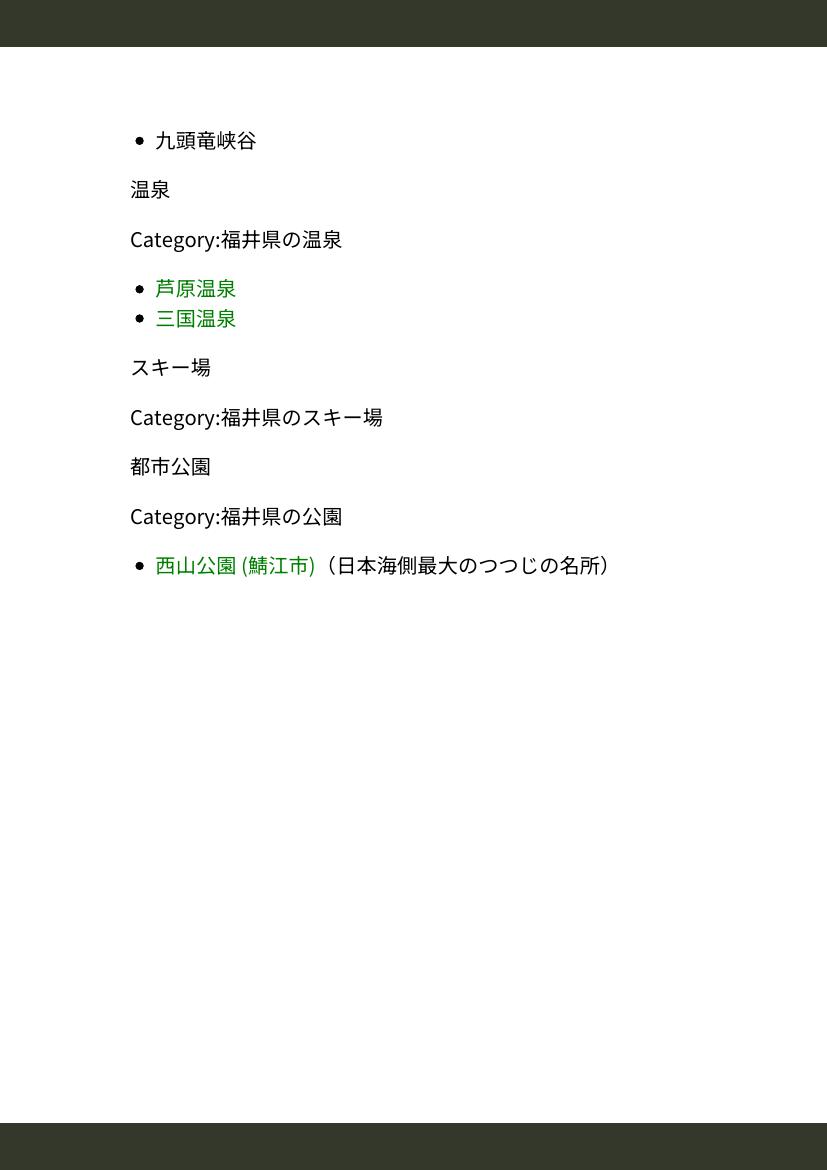 九頭竜峡谷
温泉
Category:福井県の温泉
芦原温泉
三国温泉
スキー場
Category:福井県のスキー場
都市公園
Category:福井県の公園
西山公園 (鯖江市)（日本海側最大のつつじの名所）